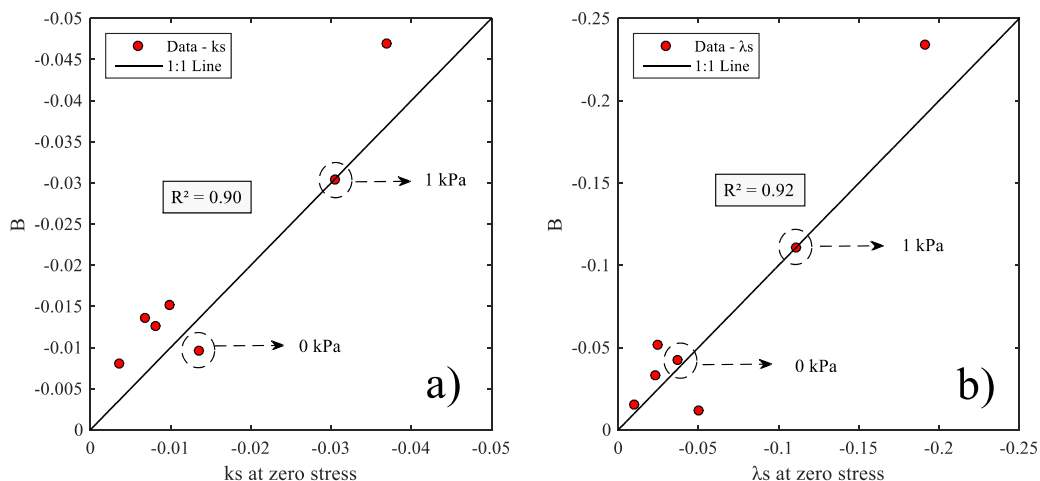 -0.05
-0.045
-0.04
-0.035
-0.03
-0.025
-0.02
-0.015
-0.01
-0.005
0
B
Data - ks
1:1 Line
R² = 0.90
1 kPa
0 kPa
a)
0
-0.01
-0.02
-0.03
-0.04
-0.05
ks at zero stress
-0.25
-0.2
-0.15
-0.1
-0.05
0
B
Data - λs
1:1 Line
R² = 0.92
1 kPa
0 kPa
b)
0
-0.05
-0.1
-0.15
-0.2
-0.25
λs at zero stress